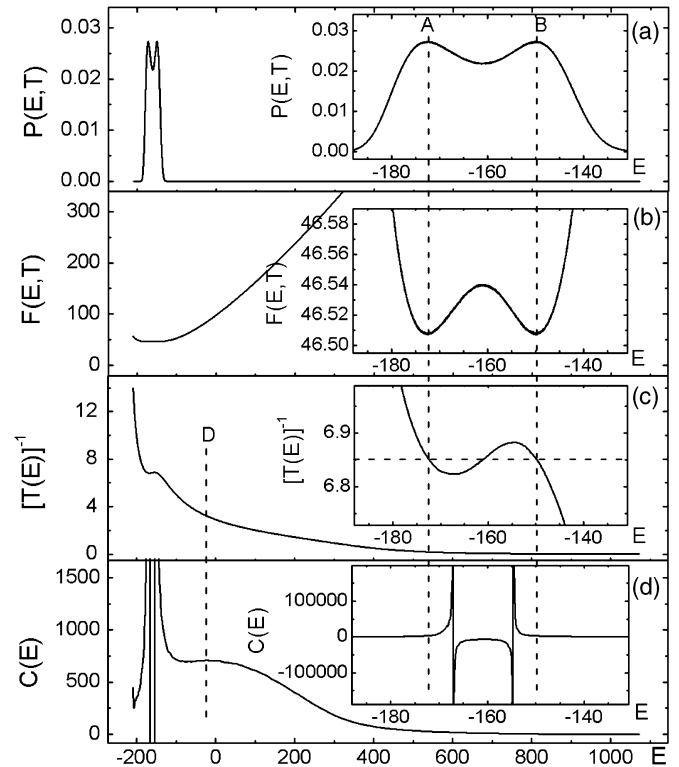 0.03
0.02
0.01
0.00
P(E,T)
A
B
(a)
0.03
0.02
0.01
0.00
P(E,T)
-180
-160
-140
E
300
200
100
0
F(E,T)
(b)
46.58
46.56
46.54
46.52
46.50
F(E,T)
-180
-160
-140
12
8
4
0
[T(E)]⁻¹
D
(c)
6.9
6.8
[T(E)]⁻¹
-180
-160
-140
E
1500
1000
500
0
C(E)
(d)
100000
0
-100000
C(E)
-180
-160
-140
E
-200
0
200
400
600
800
1000
E